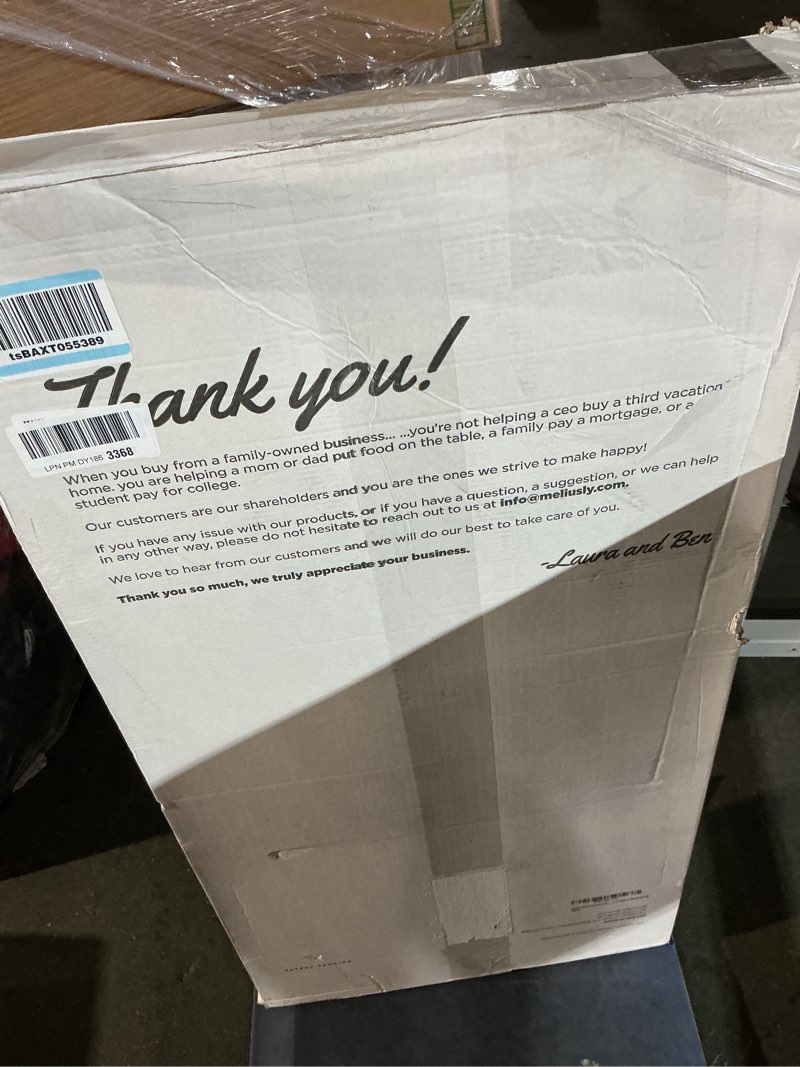 tsBAXT055389
Thank you!
LPN PM DY186 3368
When you buy from a family-owned business... ...you're not helping a ceo buy a third vacation
home. you are helping a mom or dad put food on the table, a family pay a mortgage, or a
student pay for college.
Our customers are our shareholders and you are the ones we strive to make happy!
If you have any issue with our products, or if you have a question, a suggestion, or we can help
in any other way, please do not hesitate to reach out to us at info@meliusly.com.
We love to hear from our customers and we will do our best to take care of you.
Thank you so much, we truly appreciate your business.
-Laura and Ben